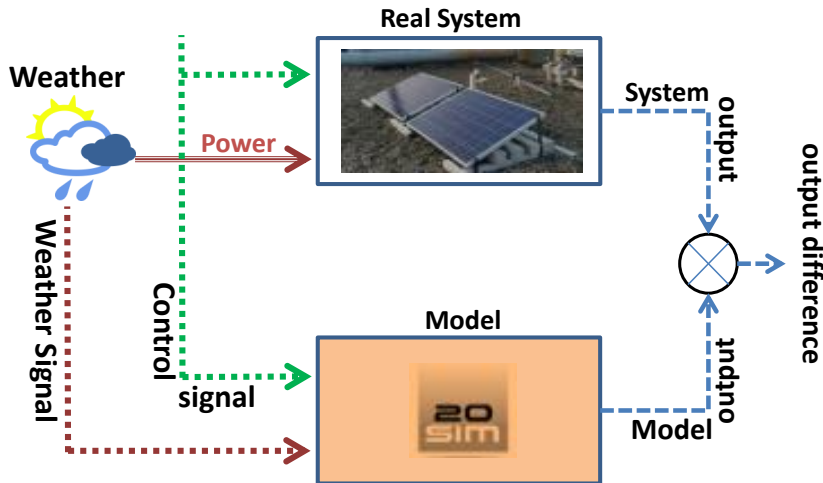 Real System
Weather
Power
System
output
output difference
Weather Signal
Control
signal
Model
20
sim
Model
output